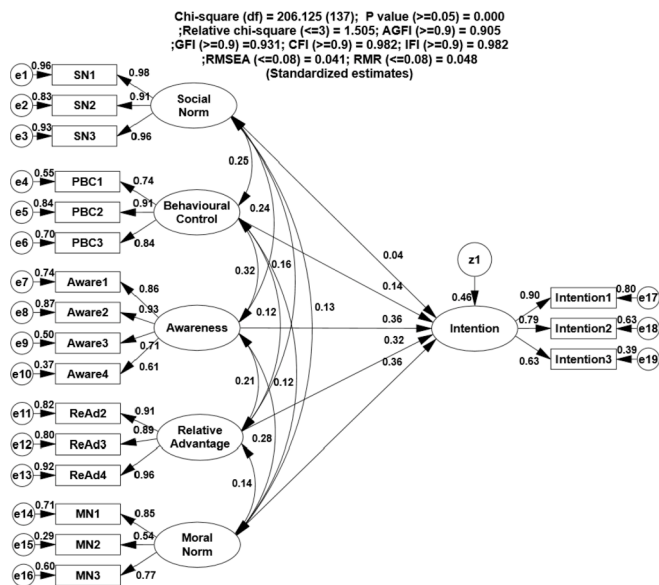 Chi-square (df) = 206.125 (137);  P value (>=0.05) = 0.000
;Relative chi-square (<=3) = 1.505; AGFI (>=0.9) = 0.905
;GFI (>=0.9) =0.931; CFI (>=0.9) = 0.982; IFI (>=0.9) = 0.982
;RMSEA (<=0.08) = 0.041; RMR (<=0.08) = 0.048
(Standardized estimates)
e1 0.96 SN1 0.98
e2 0.83 SN2 0.91
e3 0.93 SN3 0.96
Social
Norm
e4 0.55 PBC1 0.74
e5 0.84 PBC2 0.91
e6 0.70 PBC3 0.84
Behavioural
Control
e7 0.74 Aware1 0.86
e8 0.87 Aware2 0.93
e9 0.50 Aware3 0.71
e10 0.37 Aware4 0.61
Awareness
e11 0.82 ReAd2 0.91
e12 0.80 ReAd3 0.89
e13 0.92 ReAd4 0.96
Relative
Advantage
e14 0.71 MN1 0.85
e15 0.29 MN2 0.54
e16 0.60 MN3 0.77
Moral
Norm
0.25
0.24
0.32
0.16
0.12
0.13
0.21
0.12
0.28
0.14
0.04
0.14
0.36
0.32
0.36
z1
0.46
Intention
0.90 Intention1 0.80 e17
0.79 Intention2 0.63 e18
0.63 Intention3 0.39 e19